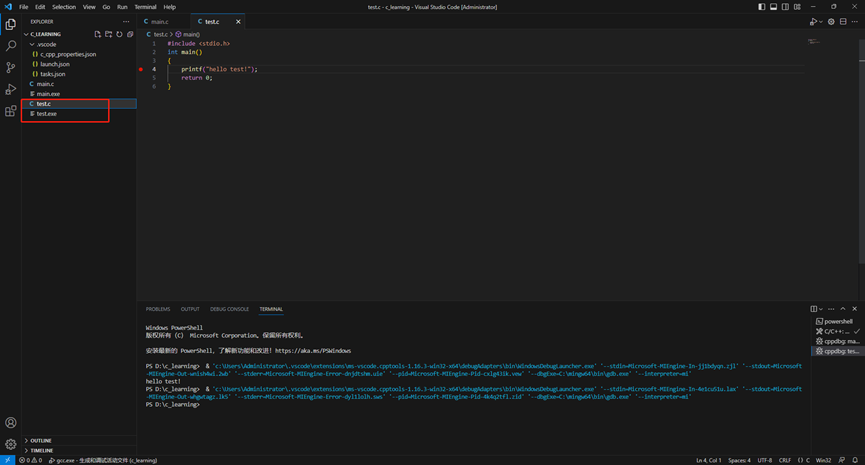 File Edit Selection View Go Run Terminal Help
test.c - c_learning - Visual Studio Code [Administrator]
EXPLORER
C_LEARNING
.vscode
c_cpp_properties.json
launch.json
tasks.json
main.c
main.exe
test.c
test.exe
OUTLINE
TIMELINE
main.c
test.c
test.c > main()
1 #include <stdio.h>
2 int main()
3 {
4 printf("hello test!");
5 return 0;
6 }
PROBLEMS OUTPUT DEBUG CONSOLE TERMINAL
Windows PowerShell
版权所有 (C) Microsoft Corporation。保留所有权利。
安装最新的 PowerShell，了解新功能和改进！https://aka.ms/PSWindows
PS D:\c_learning> & 'c:\Users\Administrator\.vscode\extensions\ms-vscode.cpptools-1.16.3-win32-x64\debugAdapters\bin\WindowsDebugLauncher.exe' '--stdin=Microsoft-MIEngine-In-jj1bdyqn.zjl' '--stdout=Microsoft
-MIEngine-Out-wnish4wi.2wb' '--stderr=Microsoft-MIEngine-Error-dnjdtshm.u1e' '--pid=Microsoft-MIEngine-Pid-cxlg43lk.vew' '--dbgExe=C:\mingw64\bin\gdb.exe' '--interpreter=mi'
hello test!
PS D:\c_learning> & 'c:\Users\Administrator\.vscode\extensions\ms-vscode.cpptools-1.16.3-win32-x64\debugAdapters\bin\WindowsDebugLauncher.exe' '--stdin=Microsoft-MIEngine-In-4e1cu51u.lax' '--stdout=Microsoft
-MIEngine-Out-whgwtagz.lk5' '--stderr=Microsoft-MIEngine-Error-dyl1lolh.sws' '--pid=Microsoft-MIEngine-Pid-4k4q2tfl.zid' '--dbgExe=C:\mingw64\bin\gdb.exe' '--interpreter=mi'
PS D:\c_learning>
powershell
C/C++: ...
cppdbg: ma...
cppdbg: tes...
0 0 gcc.exe - 生成和调试活动文件 (c_learning)
Ln 4, Col 1 Spaces: 4 UTF-8 CRLF {} C Win32